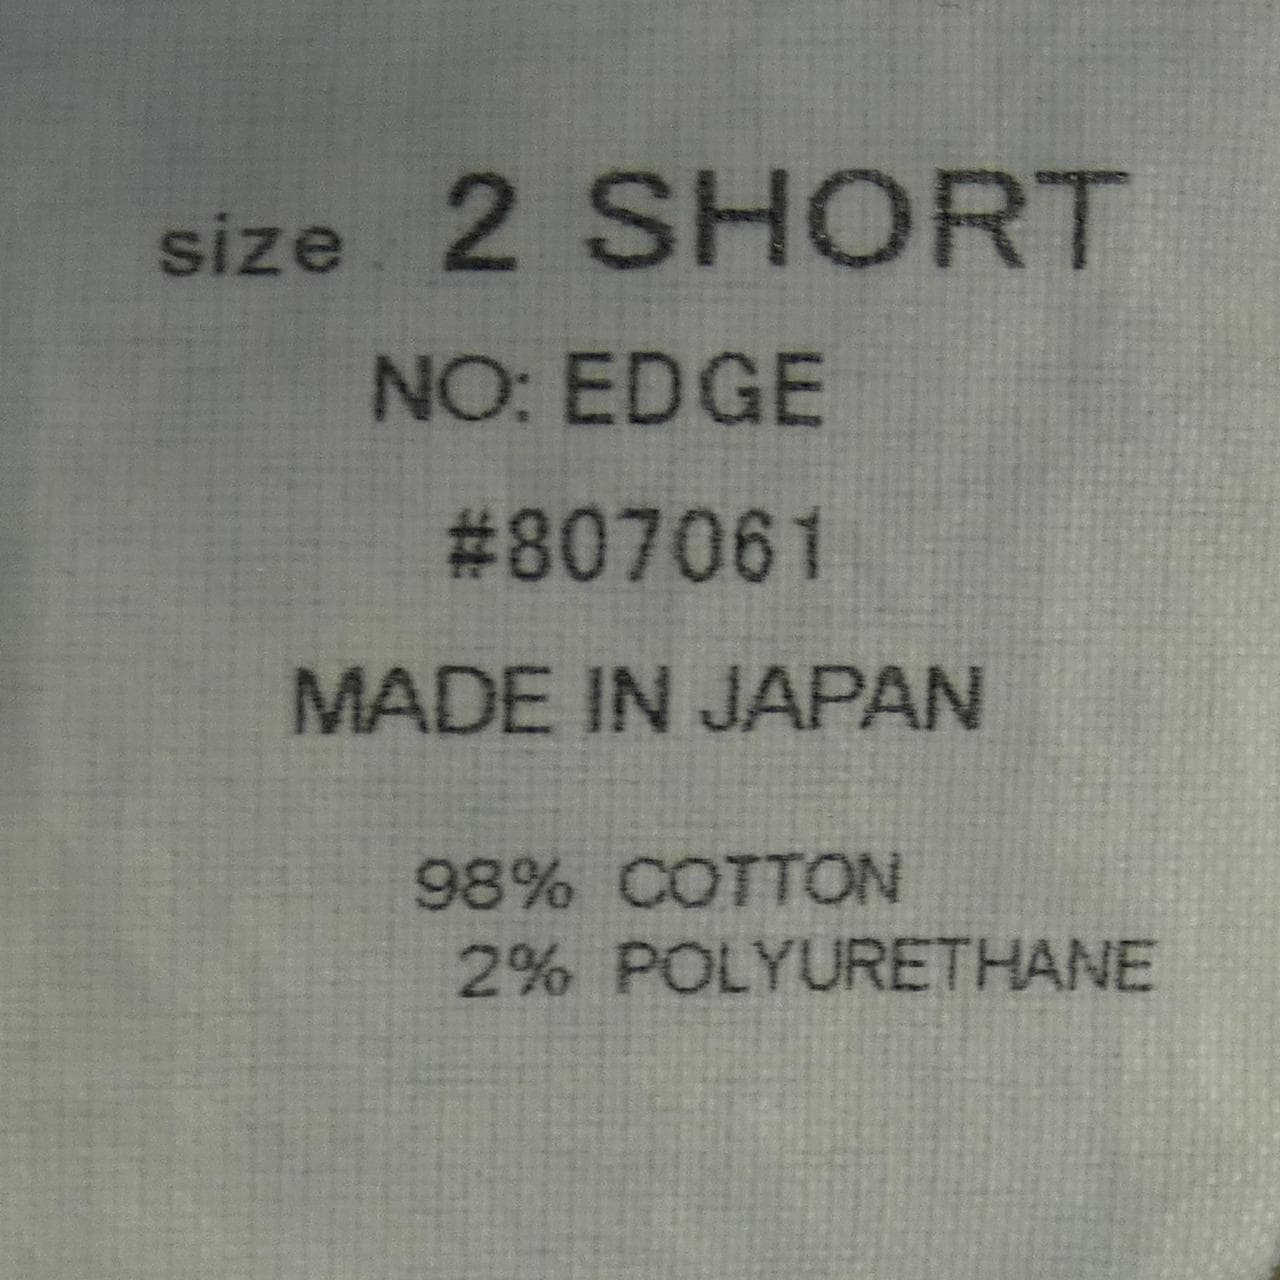 size 2 SHORT
NO: EDGE
#807061
MADE IN JAPAN
98% COTTON
2% POLYURETHANE